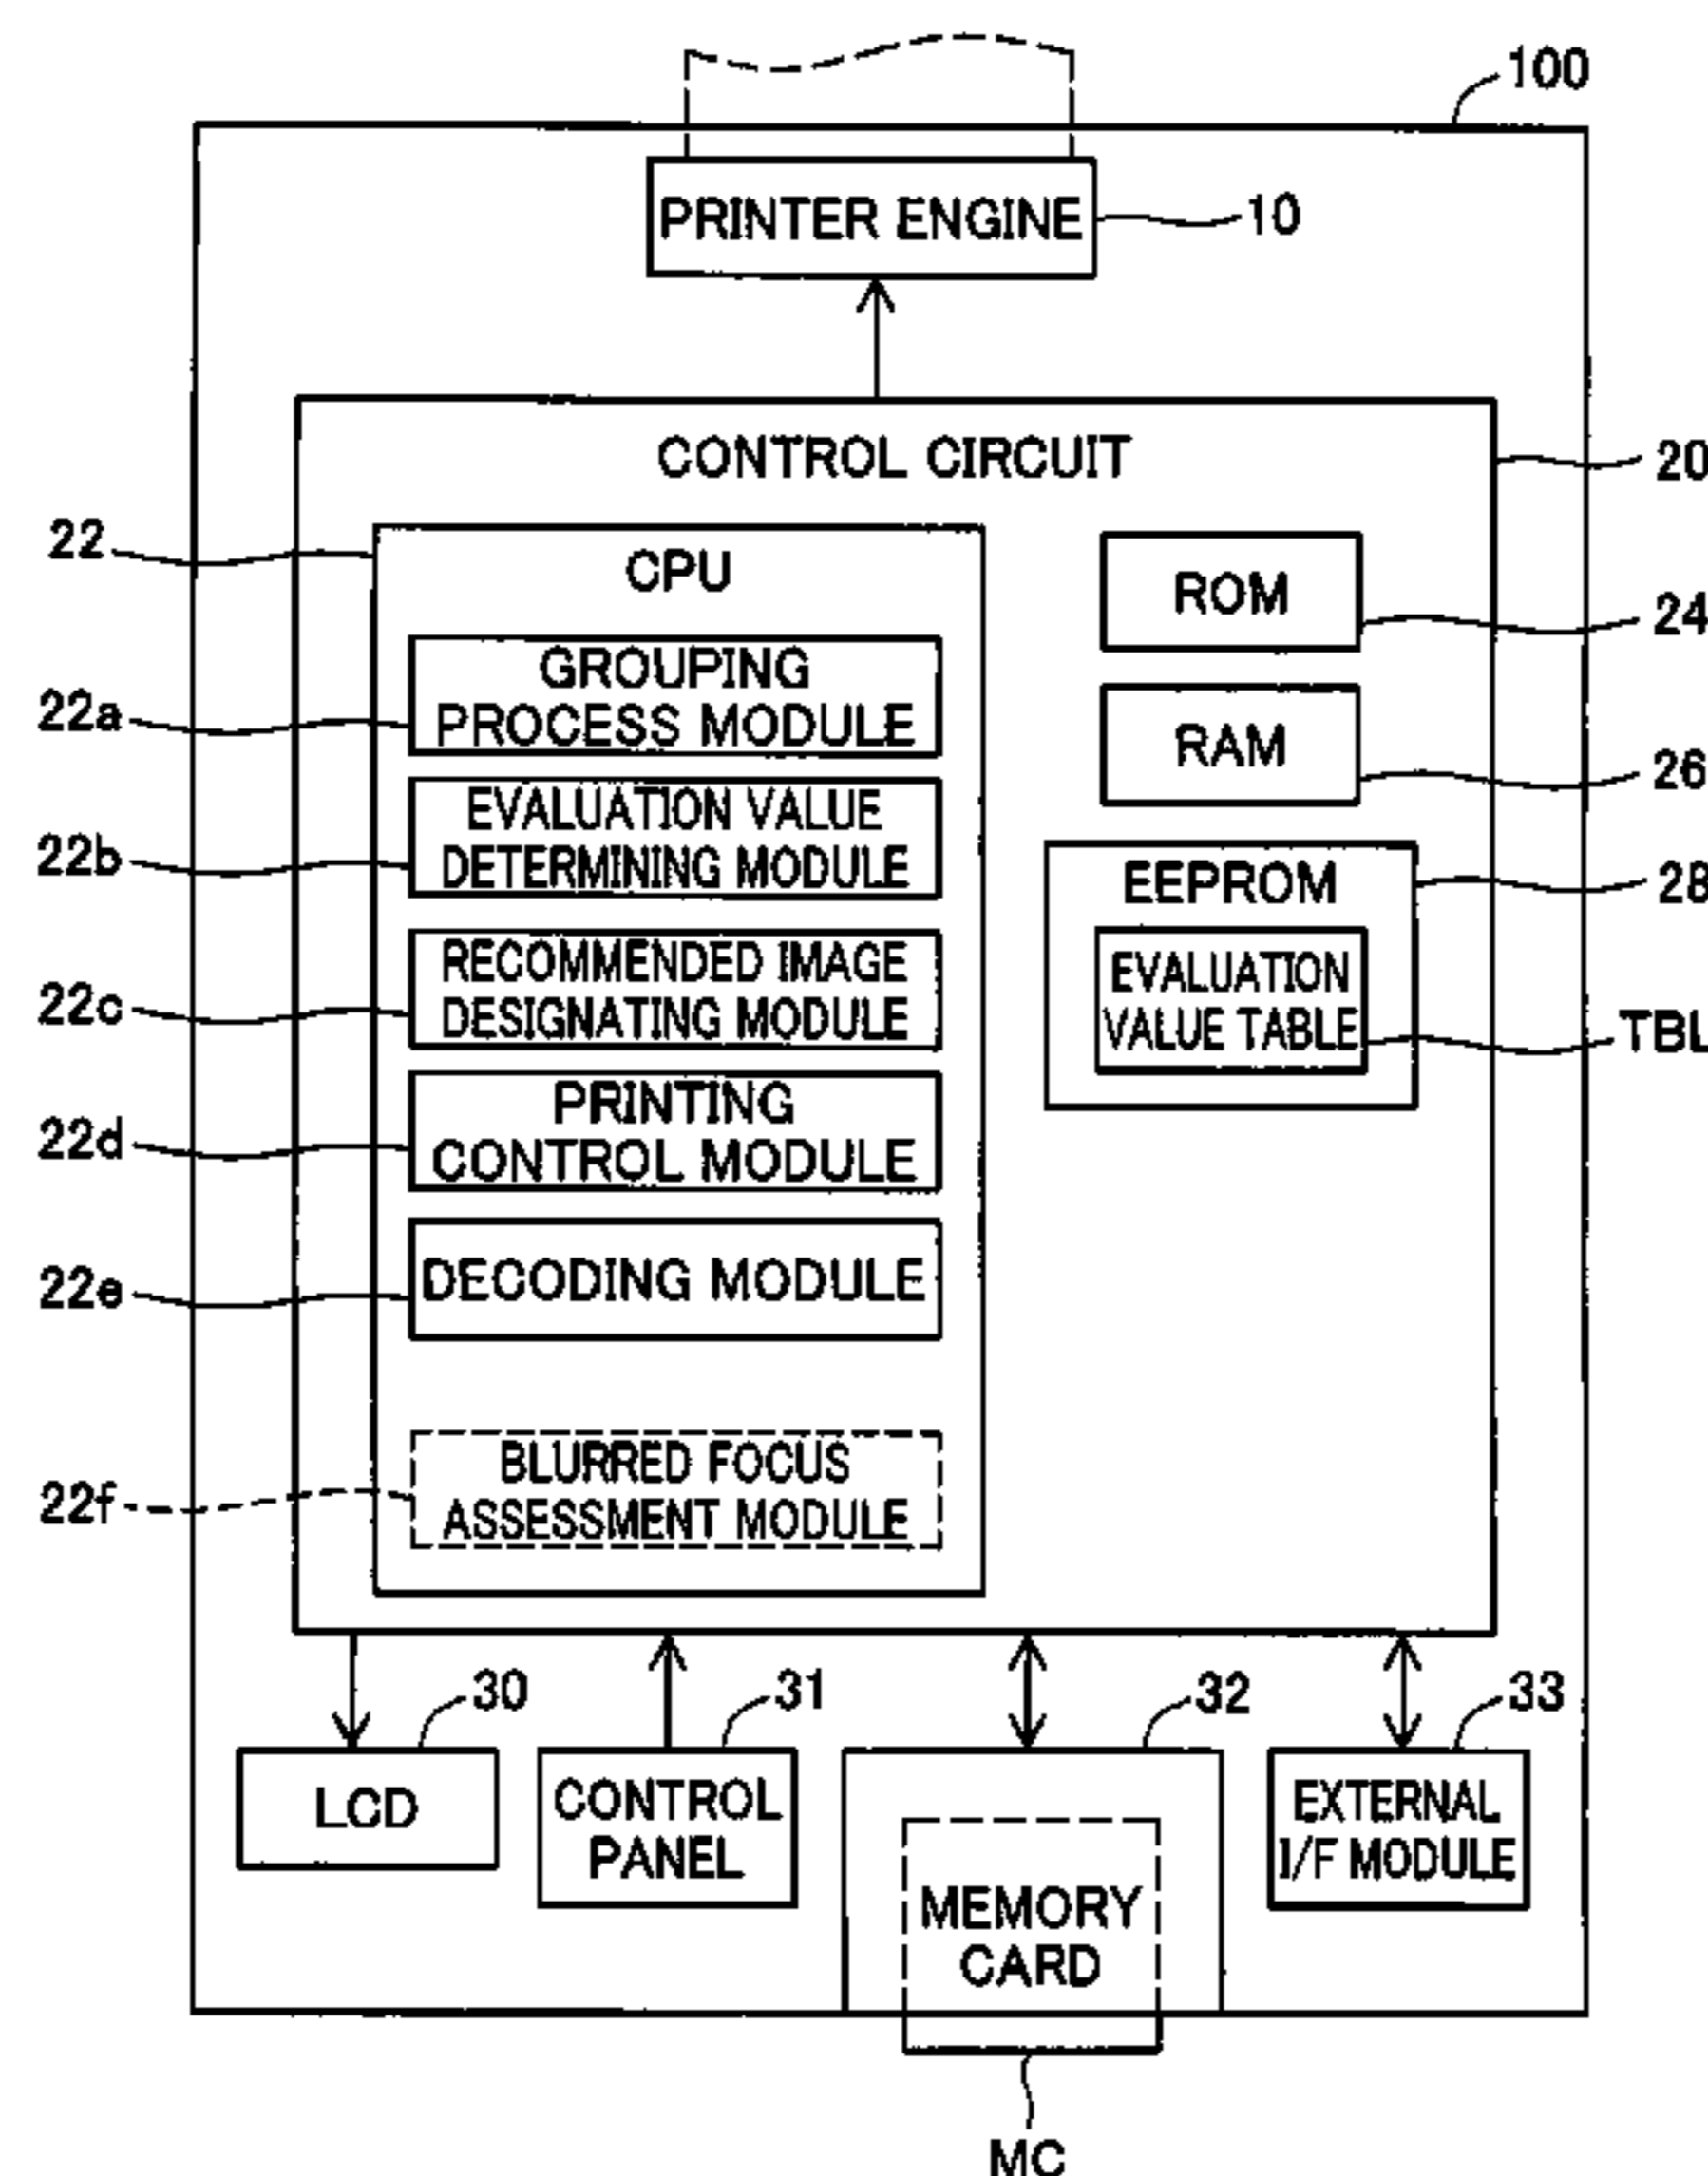 100
PRINTER ENGINE
10
CONTROL CIRCUIT
20
22
CPU
ROM
24
GROUPING
PROCESS MODULE
22a
RAM
26
EVALUATION VALUE
DETERMINING MODULE
22b
EEPROM
28
EVALUATION
VALUE TABLE
TBL
RECOMMENDED IMAGE
DESIGNATING MODULE
22c
PRINTING
CONTROL MODULE
22d
DECODING MODULE
22e
BLURRED FOCUS
ASSESSMENT MODULE
22f
30
31
32
33
LCD
CONTROL
PANEL
MEMORY
CARD
EXTERNAL
I/F MODULE
MC